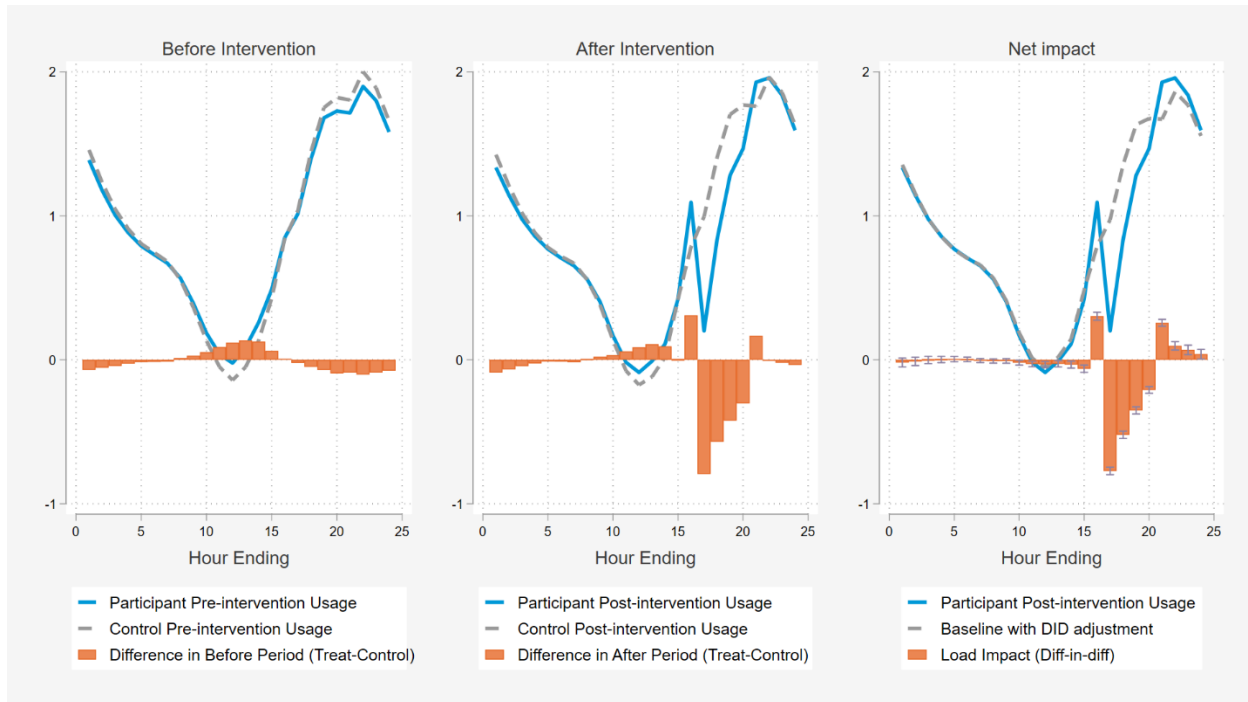 Before Intervention
After Intervention
Net impact
2
1
0
-1
0 5 10 15 20 25
Hour Ending
2
1
0
-1
0 5 10 15 20 25
Hour Ending
2
1
0
-1
0 5 10 15 20 25
Hour Ending
Participant Pre-intervention Usage
Control Pre-intervention Usage
Difference in Before Period (Treat-Control)
Participant Post-intervention Usage
Control Post-intervention Usage
Difference in After Period (Treat-Control)
Participant Post-intervention Usage
Baseline with DID adjustment
Load Impact (Diff-in-diff)